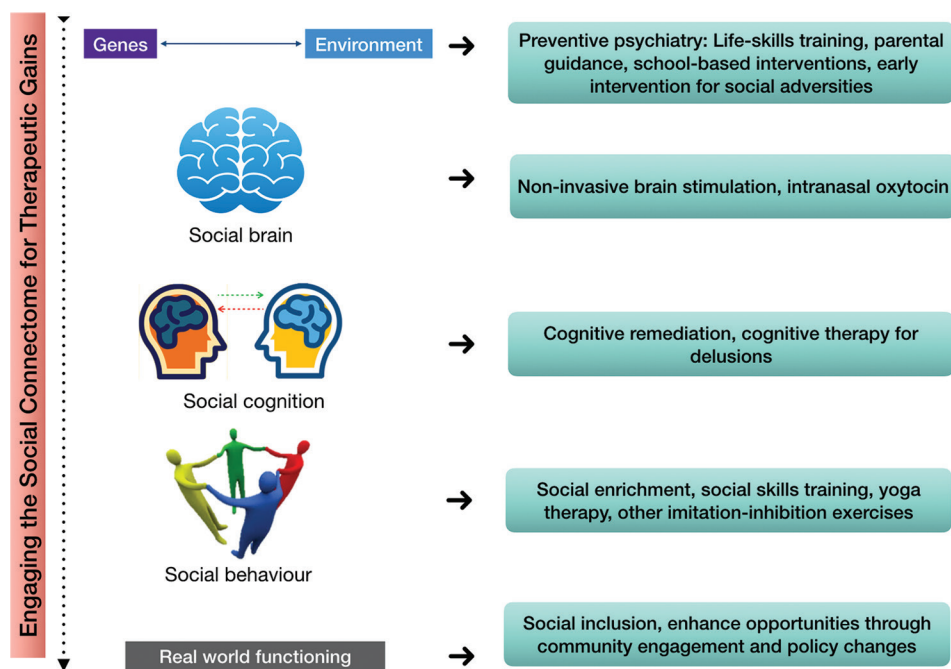 Engaging the Social Connectome for Therapeutic Gains
Genes
Environment
Preventive psychiatry: Life-skills training, parental
guidance, school-based interventions, early
intervention for social adversities
Social brain
Non-invasive brain stimulation, intranasal oxytocin
Social cognition
Cognitive remediation, cognitive therapy for
delusions
Social behaviour
Social enrichment, social skills training, yoga
therapy, other imitation-inhibition exercises
Real world functioning
Social inclusion, enhance opportunities through
community engagement and policy changes